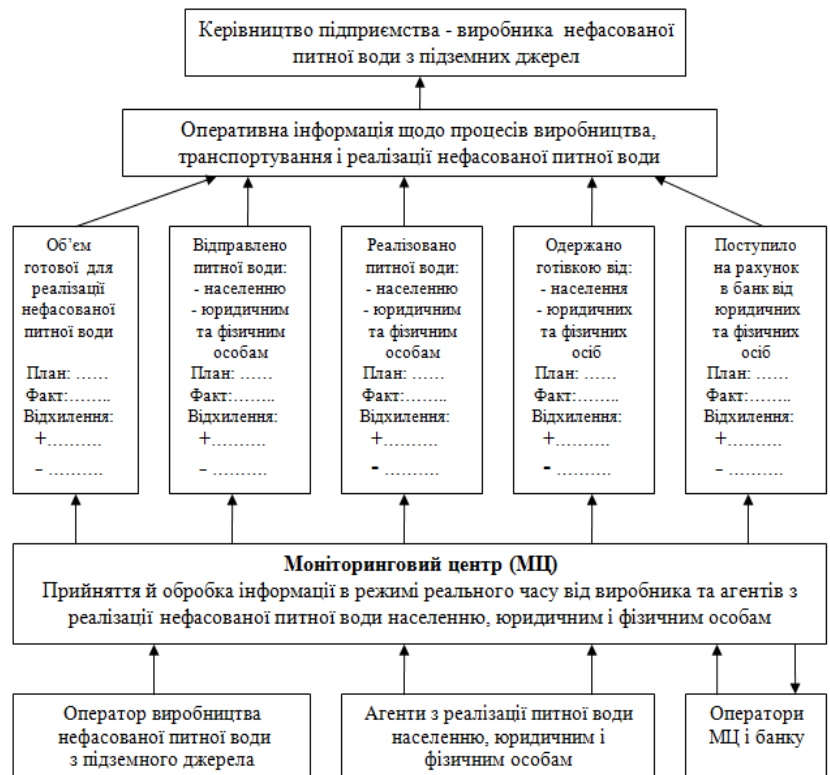 Керівництво підприємства - виробника нефасованої
питної води з підземних джерел
Оперативна інформація щодо процесів виробництва,
транспортування і реалізації нефасованої питної води
Об’єм
готової для
реалізації
нефасованої
питної води
План: ……
Факт:……..
Відхилення:
+……….
- ……….
Відправлено
питної води:
- населенню
- юридичним
та фізичним
особам
План: ……
Факт:……..
Відхилення:
+……….
- ……….
Реалізовано
питної води:
- населенню
- юридичним
та фізичним
особам
План: ……
Факт:……..
Відхилення:
+……….
- ……….
Одержано
готівкою від:
- населення
- юридичних
та фізичних
осіб
План: ……
Факт:……..
Відхилення:
+……….
- ……….
Поступило
на рахунок
в банк від
юридичних
та фізичних
осіб
План: ……
Факт:……..
Відхилення:
+……….
- ……….
Моніторинговий центр (МЦ)
Прийняття й обробка інформації в режимі реального часу від виробника та агентів з
реалізації нефасованої питної води населенню, юридичним і фізичним особам
Оператор виробництва
нефасованої питної води
з підземного джерела
Агенти з реалізації питної води
населенню, юридичним і
фізичним особам
Оператори
МЦ і банку